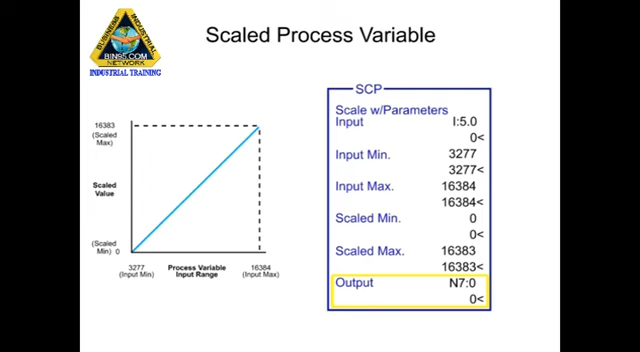 Scaled Process Variable
BUSINESS INDUSTRIAL
BIN95.COM
NETWORK
INDUSTRIAL TRAINING
16383
(Scaled
Max)
Scaled
Value
(Scaled
Min) 0
3277
(Input Min)
Process Variable
Input Range
16384
(Input Max)
SCP
Scale w/Parameters
Input I:5.0
0<
Input Min. 3277
3277<
Input Max. 16384
16384<
Scaled Min. 0
0<
Scaled Max. 16383
16383<
Output N7:0
0<